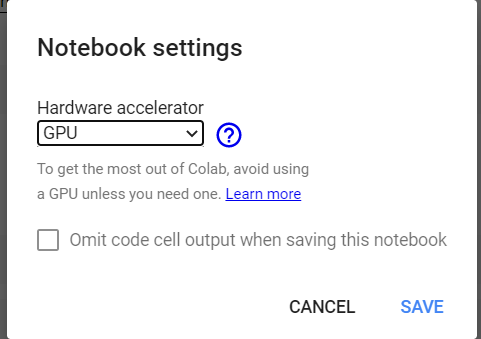 Notebook settings
Hardware accelerator
GPU
?
To get the most out of Colab, avoid using
a GPU unless you need one. Learn more
Omit code cell output when saving this notebook
CANCEL SAVE